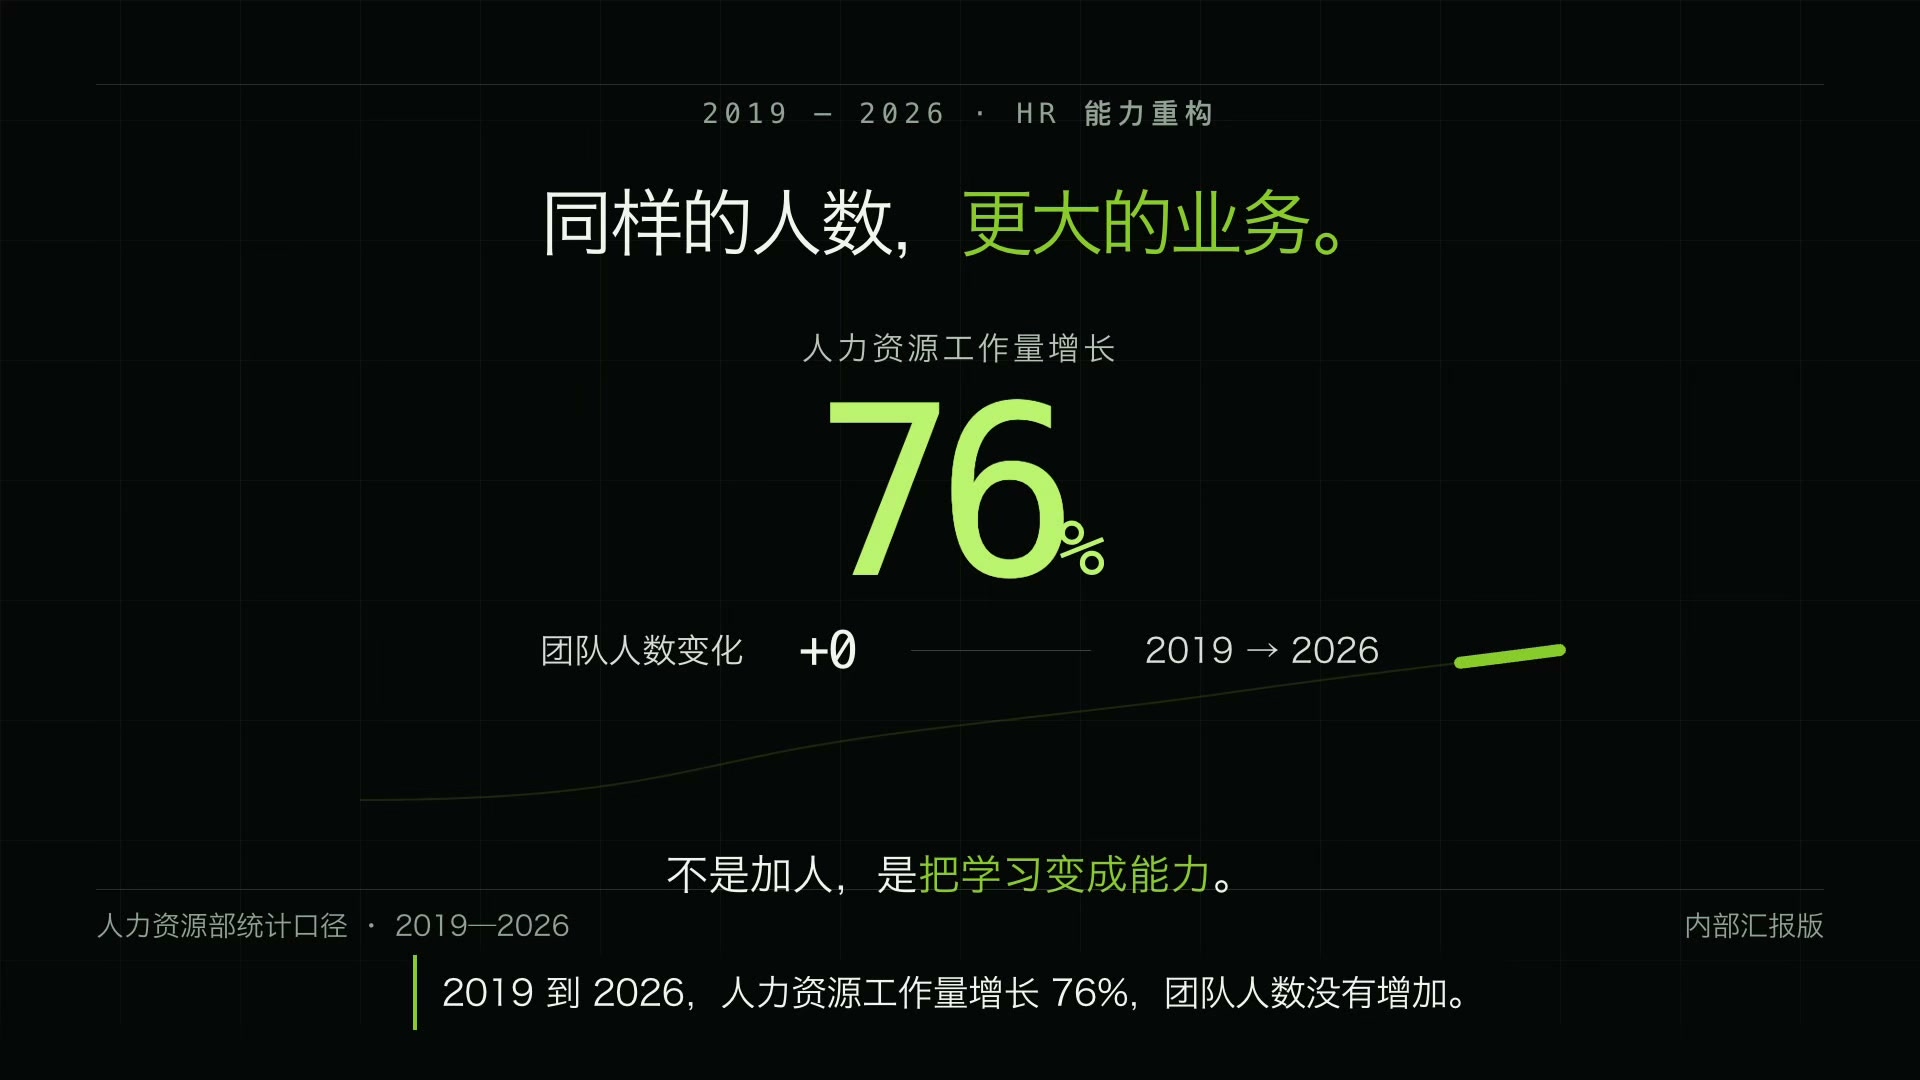 2019 — 2026 · HR 能力重构
同样的人数，更大的业务。
人力资源工作量增长
76%
团队人数变化 +0 2019 → 2026
不是加人，是把学习变成能力。
人力资源部统计口径 · 2019—2026 内部汇报版
2019 到 2026，人力资源工作量增长 76%，团队人数没有增加。